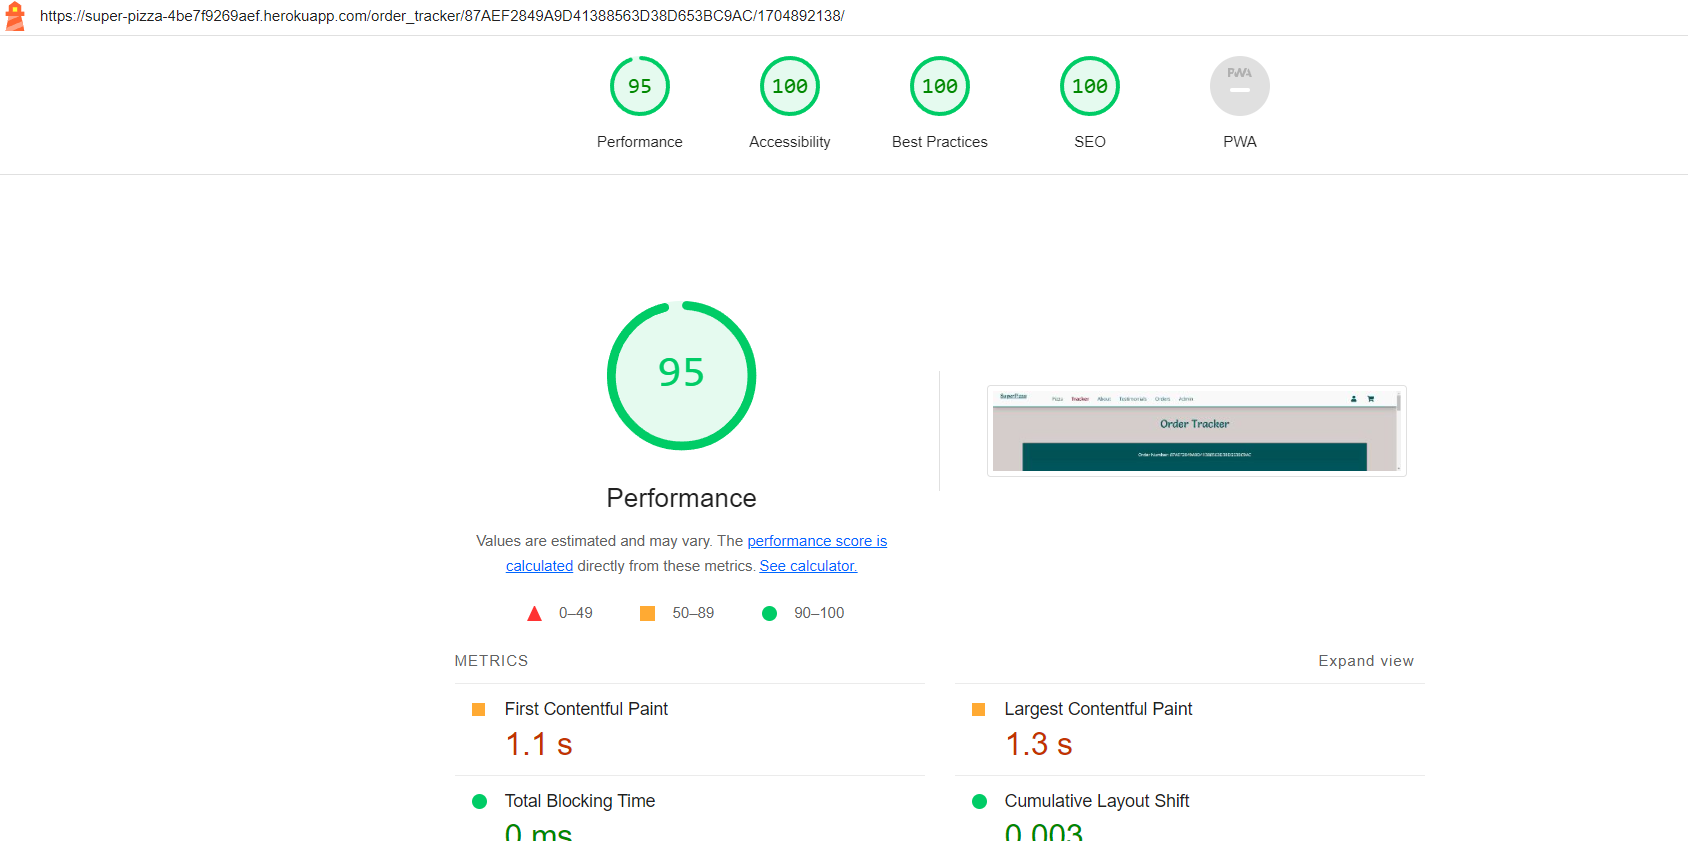 https://super-pizza-4be7f9269aef.herokuapp.com/order_tracker/87AEF2849A9D41388563D38D653BC9AC/1704892138/
95
100
100
100
PWA
Performance
Accessibility
Best Practices
SEO
PWA
95
SuperPizza
Pizza Tracker About Testimonials Orders Admin
Order Tracker
Order Number:
Performance
Values are estimated and may vary. The performance score is
calculated directly from these metrics. See calculator.
0–49
50–89
90–100
METRICS
Expand view
First Contentful Paint
1.1 s
Largest Contentful Paint
1.3 s
Total Blocking Time
0 ms
Cumulative Layout Shift
0.003